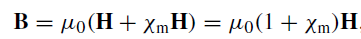 B = μ₀(H + χₘH) = μ₀(1 + χₘ)H.